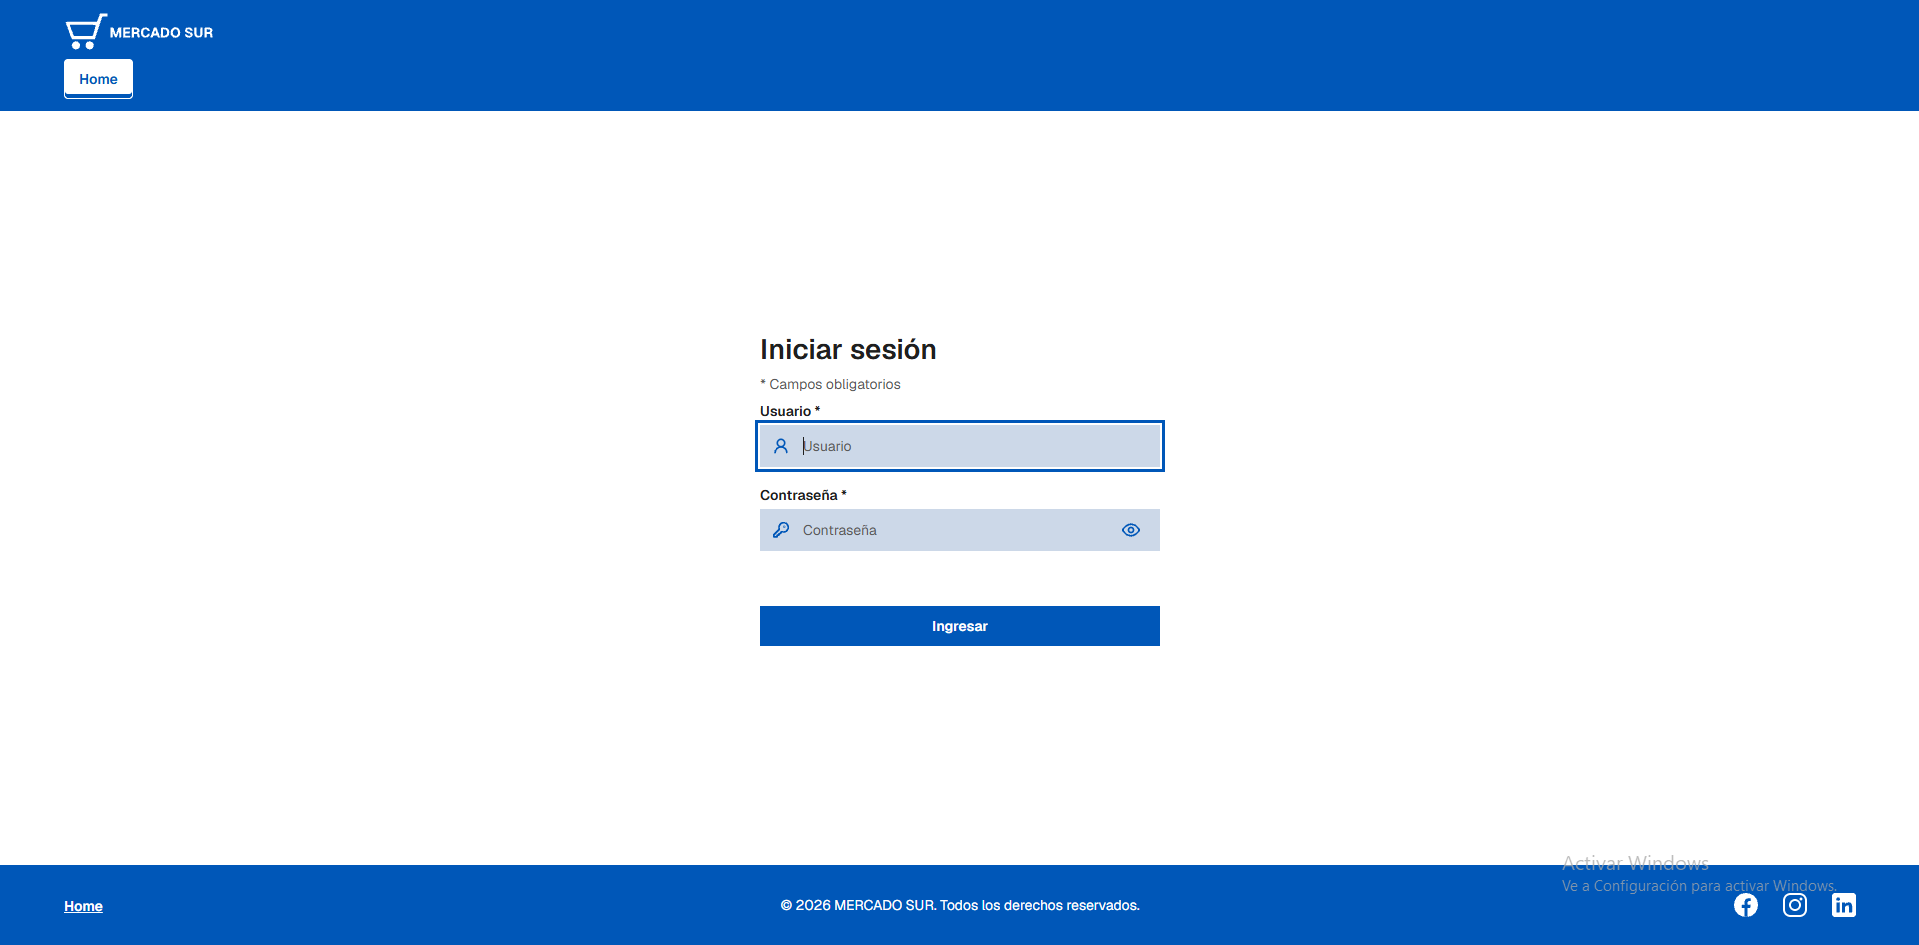 MERCADO SUR
Home
Iniciar sesión
* Campos obligatorios
Usuario *
Usuario
Contraseña *
Contraseña
Ingresar
Activar Windows
Ve a Configuración para activar Windows.
Home
© 2026 MERCADO SUR. Todos los derechos reservados.